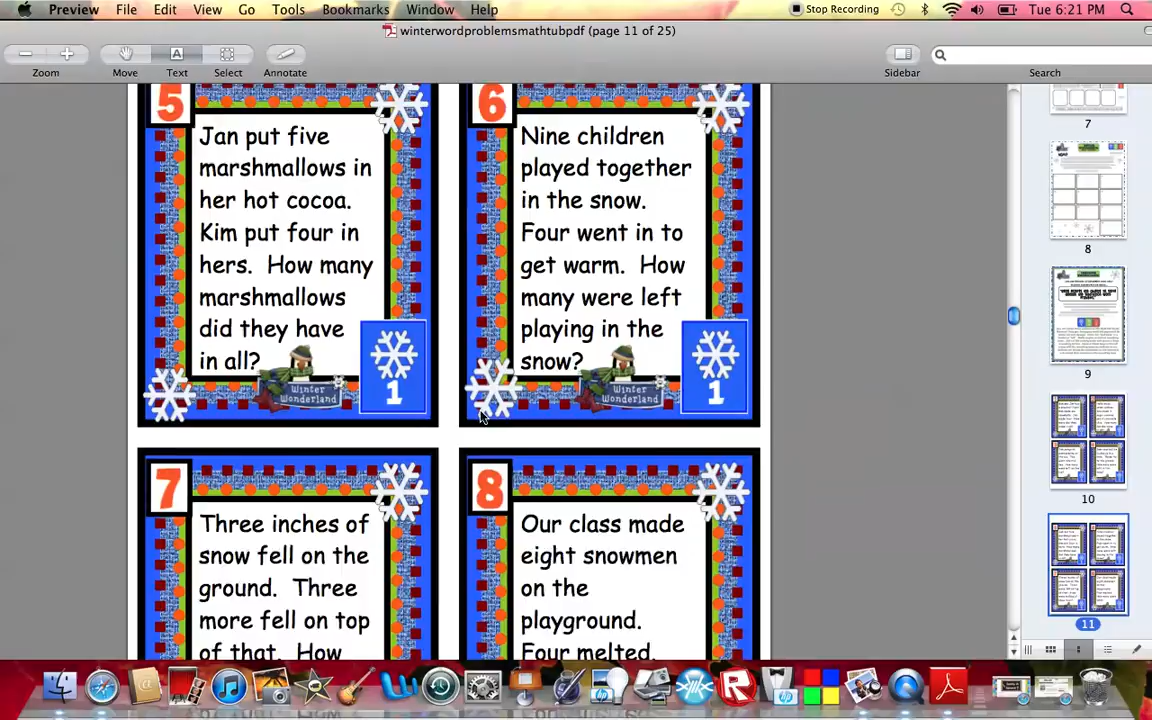 Preview File Edit View Go Tools Bookmarks Window Help Stop Recording Tue 6:21 PM
winterwordproblemsmathtubpdf (page 11 of 25)
Zoom Move Text Select Annotate Sidebar Search
5
Jan put five
marshmallows in
her hot cocoa.
Kim put four in
hers. How many
marshmallows
did they have
in all?
Winter
Wonderland
1
6
Nine children
played together
in the snow.
Four went in to
get warm. How
many were left
playing in the
snow?
Winter
Wonderland
1
7
Three inches of
snow fell on the
ground. Three
more fell on top
of that. How
8
Our class made
eight snowmen
on the
playground.
Four melted.
7
8
9
10
11